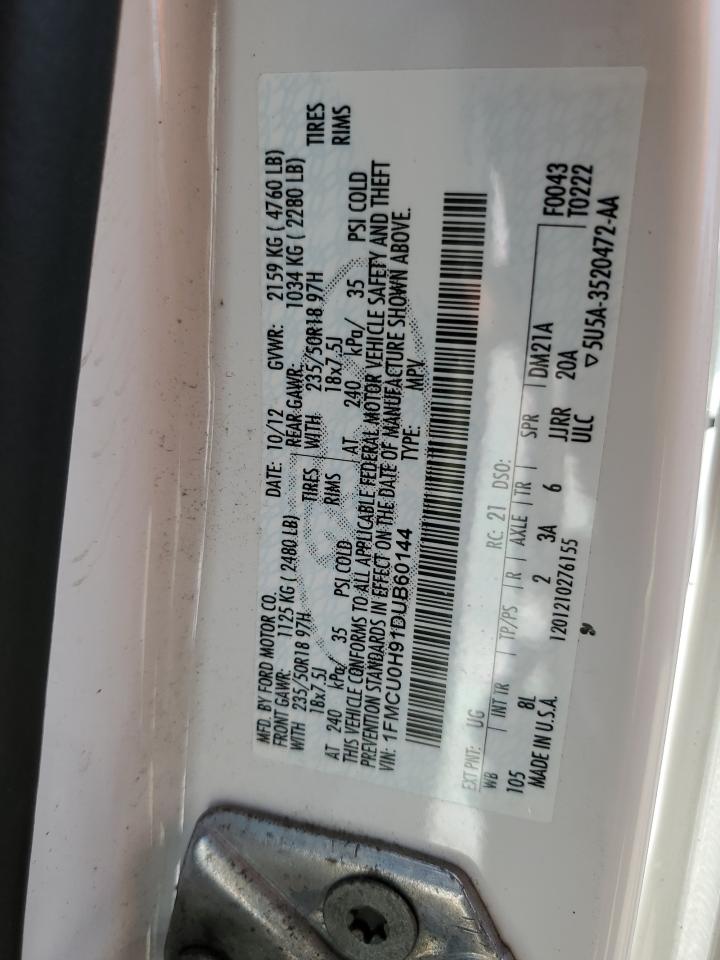 MFD. BY FORD MOTOR CO.
DATE: 10/12 GVWR: 2159 KG ( 4760 LB)
FRONT GAWR: 1125 KG ( 2480 LB) REAR GAWR: 1034 KG ( 2280 LB)
WITH 235/50R18 97H TIRES WITH 235/50R18 97H TIRES
18x7.5J RIMS 18x7.5J RIMS
AT 240 kPa/ 35 PSI COLD AT 240 kPa/ 35 PSI COLD
THIS VEHICLE CONFORMS TO ALL APPLICABLE FEDERAL MOTOR VEHICLE SAFETY AND THEFT
PREVENTION STANDARDS IN EFFECT ON THE DATE OF MANUFACTURE SHOWN ABOVE.
VIN: 1FMCU0H91DUB60144 TYPE: MPV
EXT PNT: UG RC: 21 DSO:
WB INT TR TP/PS R AXLE TR SPR DM21A F0043
105 8L 2 3A 6 JJRR 20A T0222
MADE IN U.S.A. 1201210276155 ULC ▽5U5A-3520472-AA